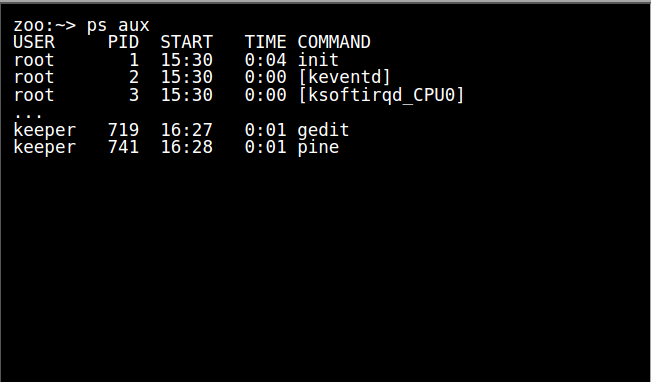 zoo:~> ps aux
USER     PID  START   TIME COMMAND
root       1  15:30   0:04 init
root       2  15:30   0:00 [keventd]
root       3  15:30   0:00 [ksoftirqd_CPU0]
...
keeper   719  16:27   0:01 gedit
keeper   741  16:28   0:01 pine